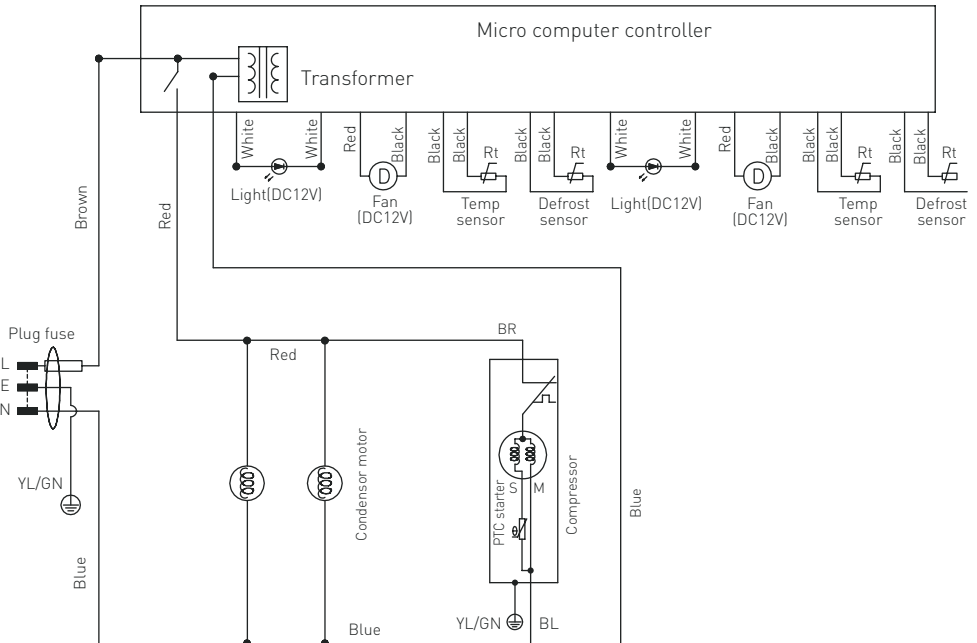 Micro computer controller
Transformer
White
White
Red
Black
Black
Black
Rt
Black
Black
Rt
White
White
Red
Black
Black
Black
Rt
Black
Black
Rt
D
D
Light(DC12V)
Fan
(DC12V)
Temp
sensor
Defrost
sensor
Light(DC12V)
Fan
(DC12V)
Temp
sensor
Defrost
sensor
Brown
Red
Plug fuse
L
E
N
Red
BR
YL/GN
Condensor motor
S
M
PTC starter
Compressor
Blue
Blue
Blue
YL/GN
BL